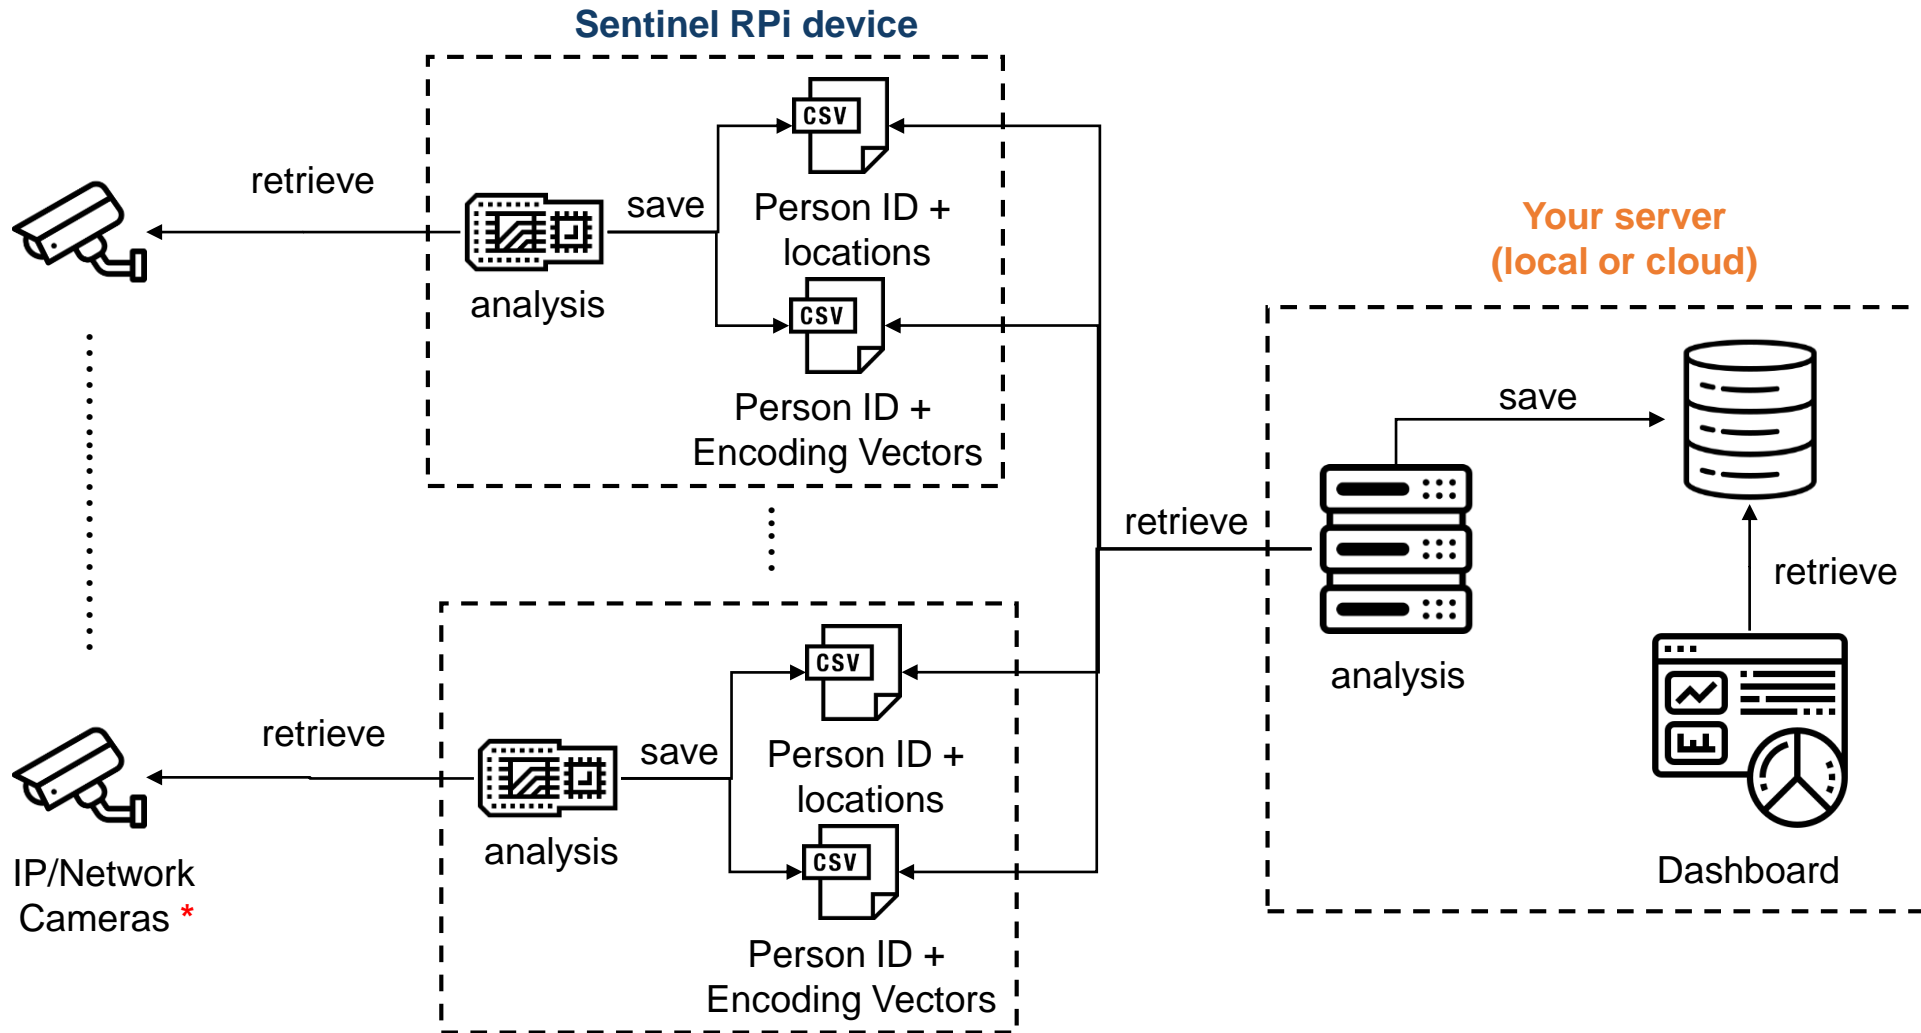 Sentinel RPi device
retrieve
analysis
save
CSV
Person ID +
locations
CSV
Person ID +
Encoding Vectors
retrieve
IP/Network
Cameras *
analysis
save
CSV
Person ID +
locations
CSV
Person ID +
Encoding Vectors
retrieve
Your server
(local or cloud)
analysis
save
retrieve
Dashboard